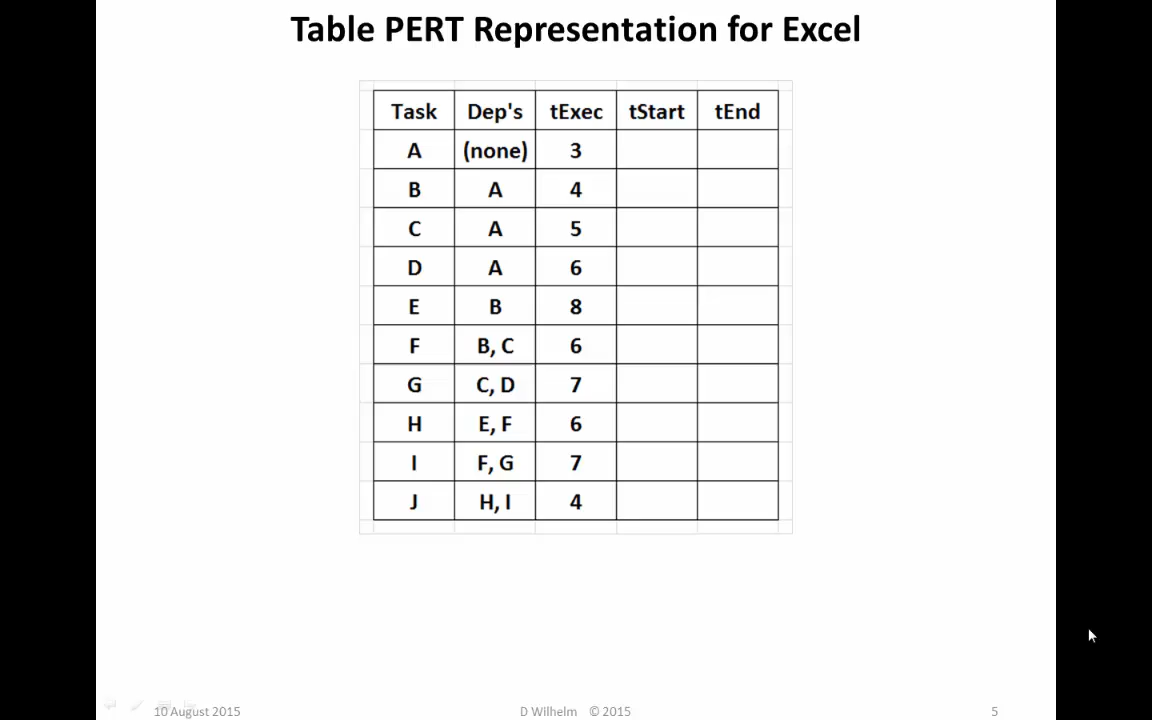 Table PERT Representation for Excel
Task Dep's tExec tStart tEnd
A (none) 3
B A 4
C A 5
D A 6
E B 8
F B, C 6
G C, D 7
H E, F 6
I F, G 7
J H, I 4
10 August 2015 D Wilhelm © 2015 5